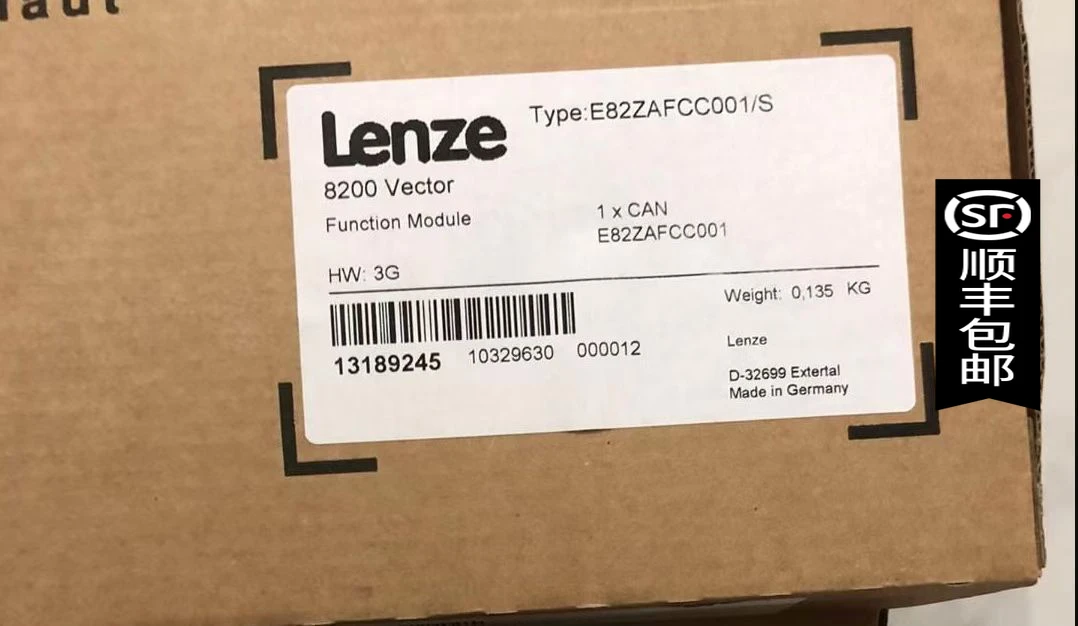 Lenze
Type:E82ZAFCC001/S
8200 Vector
Function Module
1 x CAN
E82ZAFCC001
HW: 3G
Weight: 0,135 KG
13189245 10329630 000012
Lenze
D-32699 Extertal
Made in Germany
SF
顺丰包邮